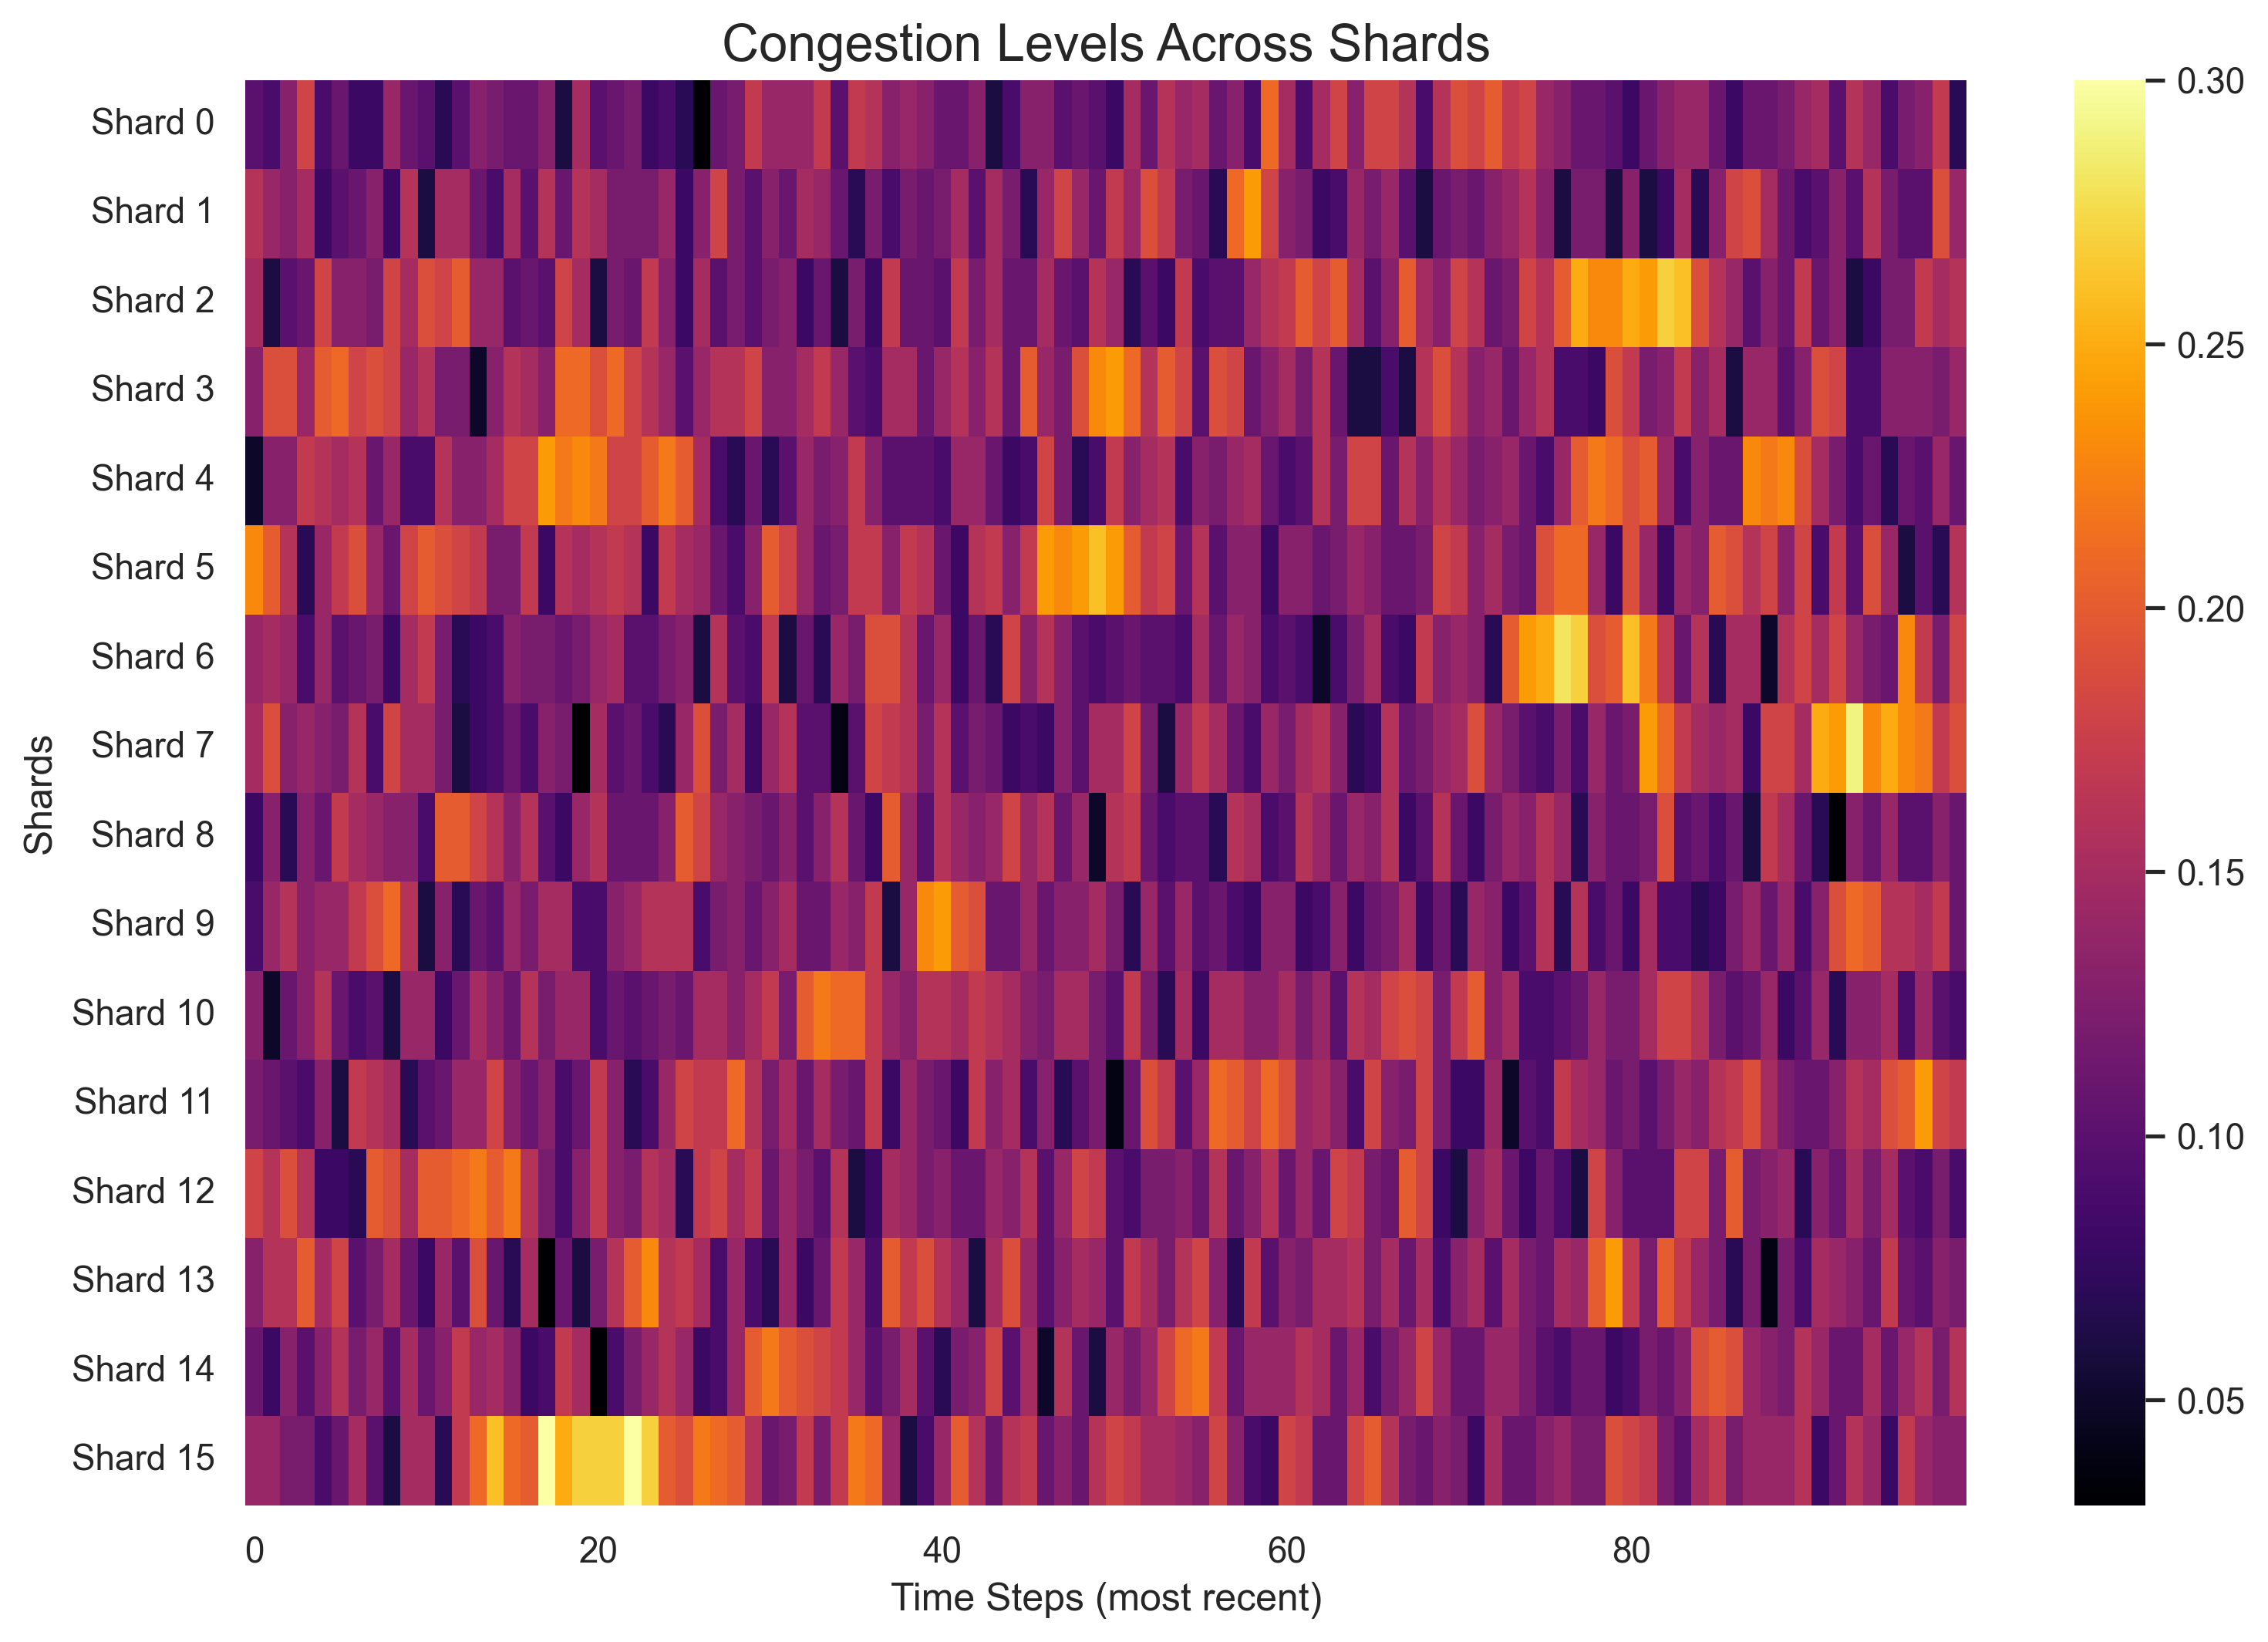 Congestion Levels Across Shards
Shards
Shard 0
Shard 1
Shard 2
Shard 3
Shard 4
Shard 5
Shard 6
Shard 7
Shard 8
Shard 9
Shard 10
Shard 11
Shard 12
Shard 13
Shard 14
Shard 15
0 20 40 60 80
Time Steps (most recent)
0.30
0.25
0.20
0.15
0.10
0.05